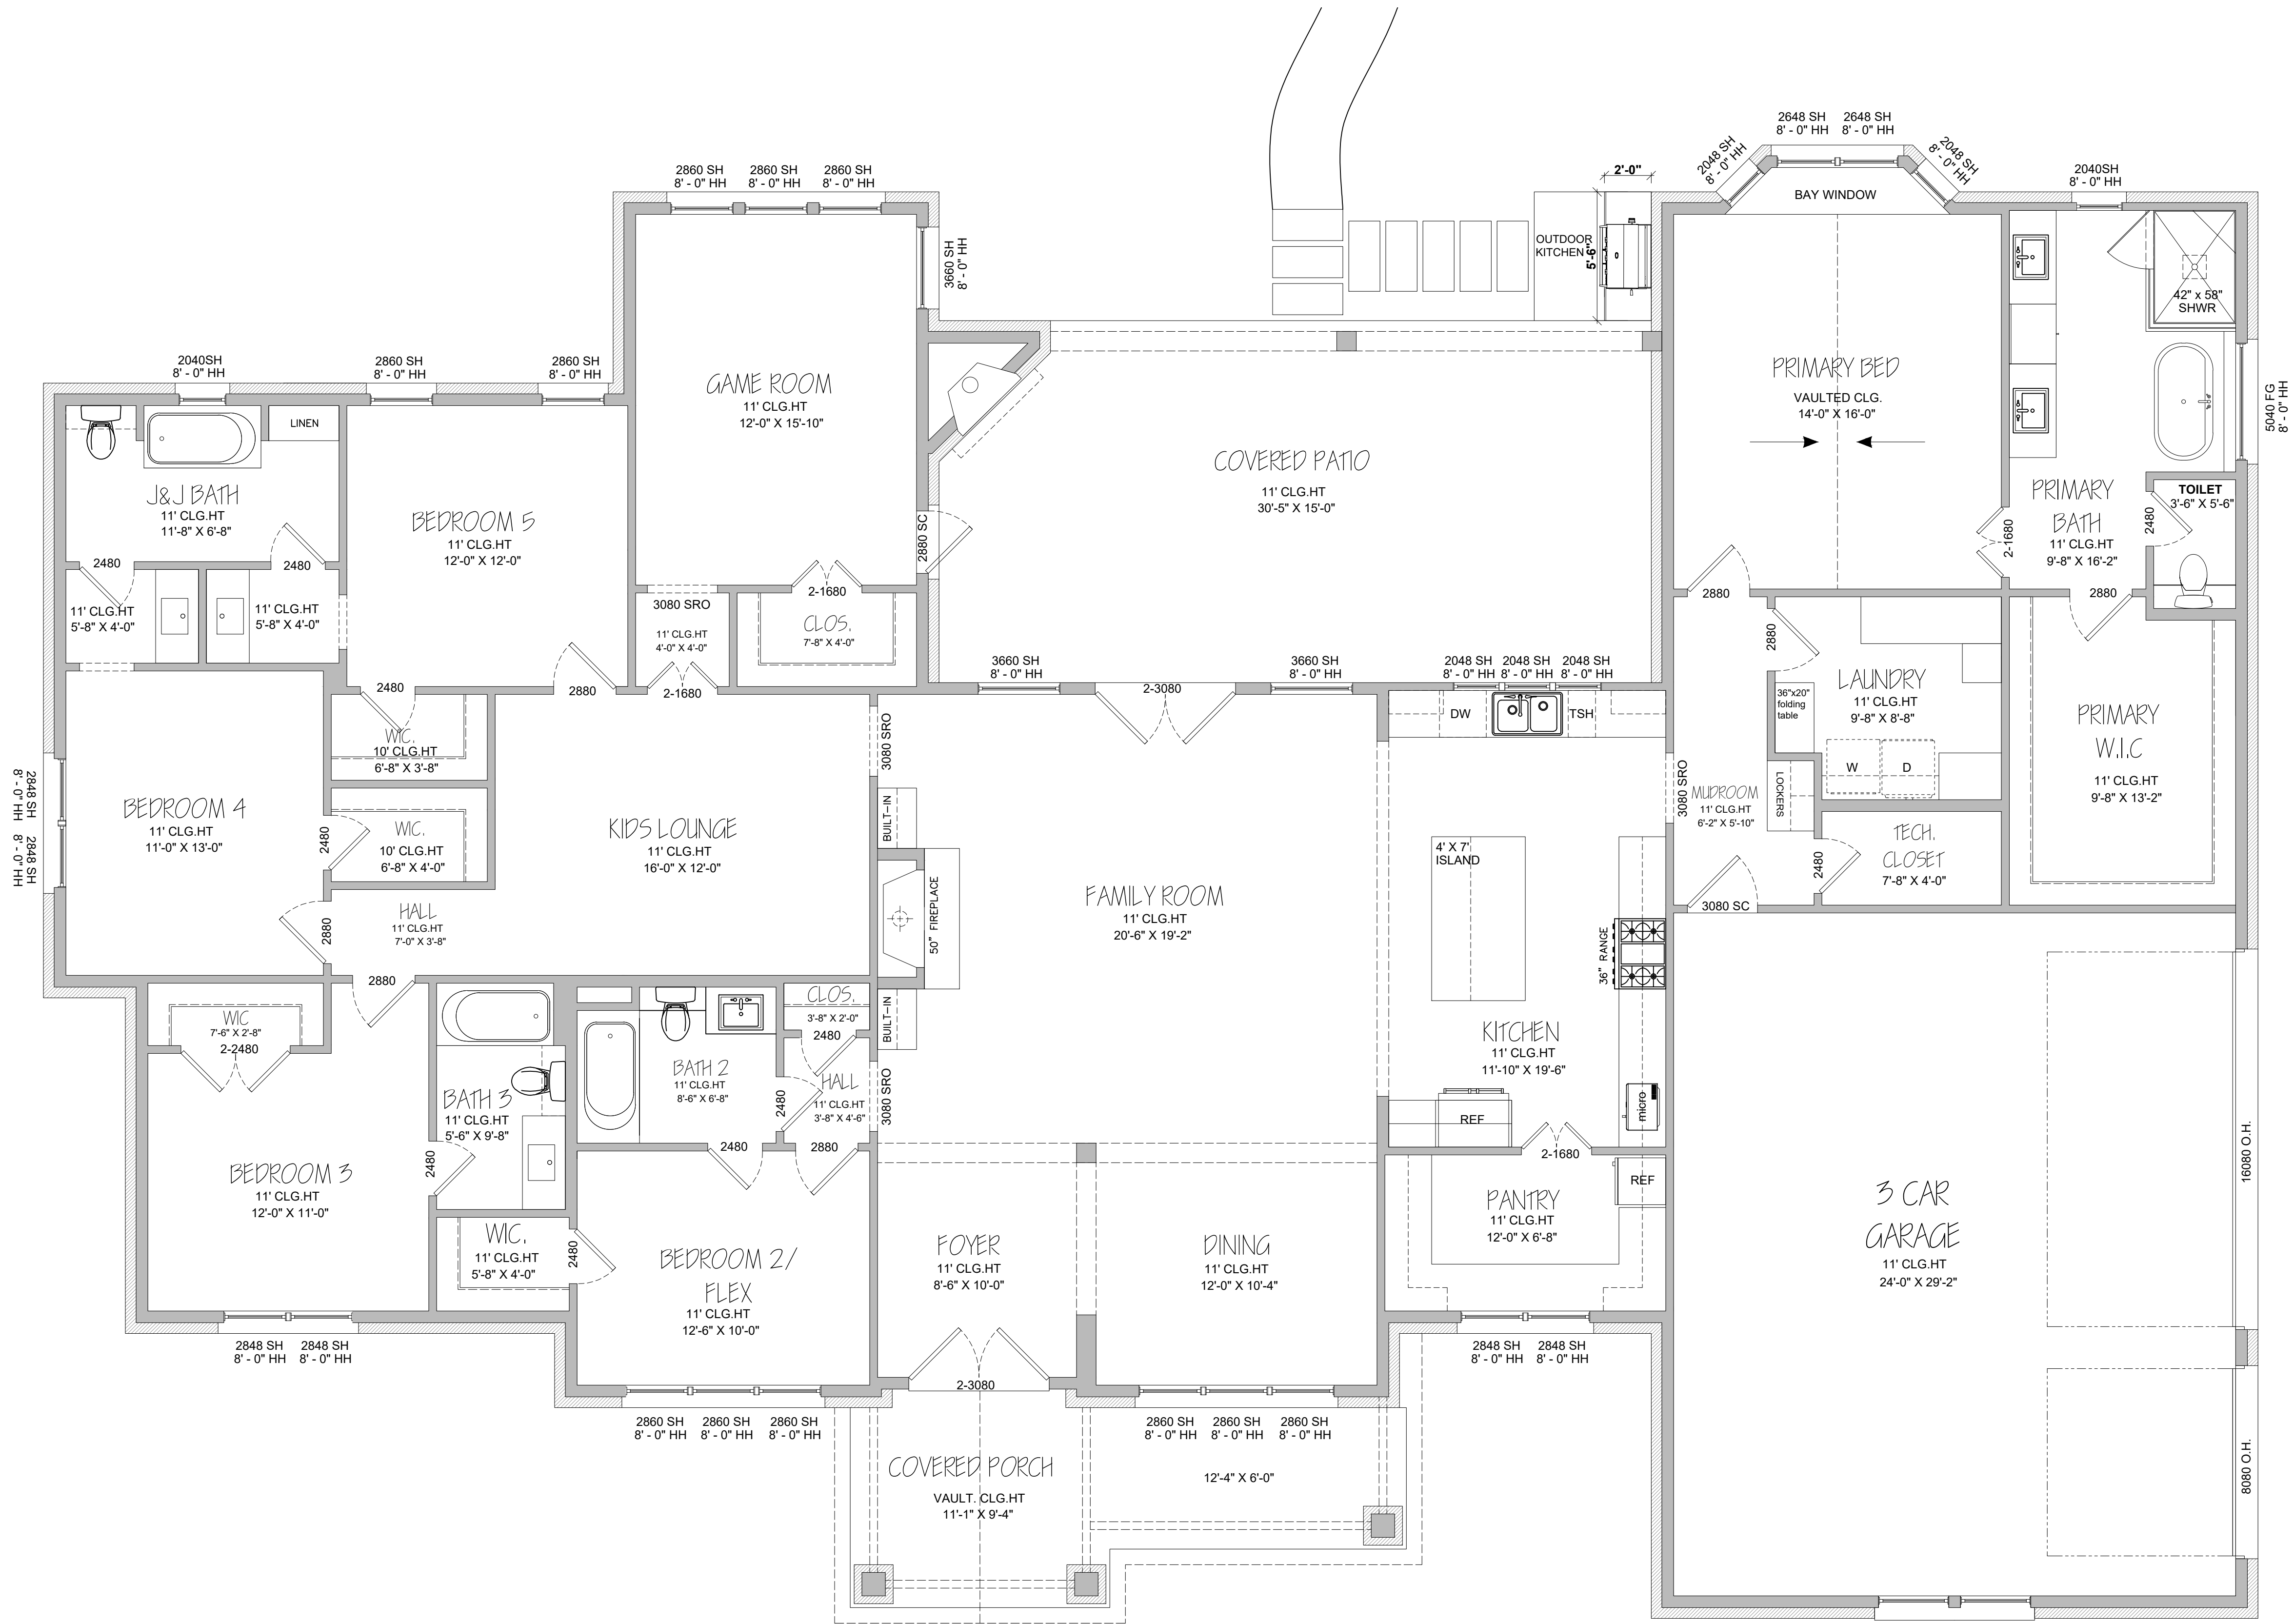 2648 SH 2648 SH
8' - 0" HH 8' - 0" HH
2048 SH
8' - 0" HH
2048 SH
8' - 0" HH
BAY WINDOW
2040SH
8' - 0" HH
2860 SH 2860 SH 2860 SH
8' - 0" HH 8' - 0" HH 8' - 0" HH
3660 SH
8' - 0" HH
2'-0"
OUTDOOR
KITCHEN
5'-6"
42" x 58"
SHWR
5040 FG
8' - 0" HH
2040SH
8' - 0" HH
2860 SH
8' - 0" HH
2860 SH
8' - 0" HH
LINEN
GAME ROOM
11' CLG.HT
12'-0" X 15'-10"
COVERED PATIO
11' CLG.HT
30'-5" X 15'-0"
PRIMARY BED
VAULTED CLG.
14'-0" X 16'-0"
PRIMARY
BATH
11' CLG.HT
9'-8" X 16'-2"
TOILET
3'-6" X 5'-6"
2480
2-1680
2880
2880
J&J BATH
11' CLG.HT
11'-8" X 6'-8"
2480
2480
11' CLG.HT
5'-8" X 4'-0"
11' CLG.HT
5'-8" X 4'-0"
BEDROOM 5
11' CLG.HT
12'-0" X 12'-0"
2880 SC
2-1680
3080 SRO
11' CLG.HT
4'-0" X 4'-0"
2-1680
CLOS.
7'-8" X 4'-0"
2480
2880
WIC.
10' CLG.HT
6'-8" X 3'-8"
3660 SH
8' - 0" HH
2-3080
3660 SH
8' - 0" HH
2048 SH 2048 SH 2048 SH
8' - 0" HH 8' - 0" HH 8' - 0" HH
DW
TSH
2880
LAUNDRY
11' CLG.HT
9'-8" X 8'-8"
36"x20"
folding
table
W
D
PRIMARY
W.I.C
11' CLG.HT
9'-8" X 13'-2"
2848 SH 2848 SH
8' - 0" HH 8' - 0" HH
BEDROOM 4
11' CLG.HT
11'-0" X 13'-0"
2480
WIC.
10' CLG.HT
6'-8" X 4'-0"
KIDS LOUNGE
11' CLG.HT
16'-0" X 12'-0"
3080 SRO
BUILT-IN
50" FIREPLACE
BUILT-IN
FAMILY ROOM
11' CLG.HT
20'-6" X 19'-2"
4' X 7'
ISLAND
3080 SRO
MUDROOM
11' CLG.HT
6'-2" X 5'-10"
LOCKERS
TECH.
CLOSET
7'-8" X 4'-0"
2480
3080 SC
36" RANGE
HALL
11' CLG.HT
7'-0" X 3'-8"
2880
2880
WIC
7'-6" X 2'-8"
2-2480
CLOS.
3'-8" X 2'-0"
2480
BATH 2
11' CLG.HT
8'-6" X 6'-8"
2480
HALL
11' CLG.HT
3'-8" X 4'-6"
3080 SRO
2480
2880
BATH 3
11' CLG.HT
5'-6" X 9'-8"
2480
KITCHEN
11' CLG.HT
11'-10" X 19'-6"
micro
REF
2-1680
REF
PANTRY
11' CLG.HT
12'-0" X 6'-8"
BEDROOM 3
11' CLG.HT
12'-0" X 11'-0"
WIC.
11' CLG.HT
5'-8" X 4'-0"
2480
BEDROOM 2/
FLEX
11' CLG.HT
12'-6" X 10'-0"
FOYER
11' CLG.HT
8'-6" X 10'-0"
DINING
11' CLG.HT
12'-0" X 10'-4"
3 CAR
GARAGE
11' CLG.HT
24'-0" X 29'-2"
16080 O.H.
8080 O.H.
2848 SH 2848 SH
8' - 0" HH 8' - 0" HH
2848 SH 2848 SH
8' - 0" HH 8' - 0" HH
2-3080
2860 SH 2860 SH 2860 SH
8' - 0" HH 8' - 0" HH 8' - 0" HH
2860 SH 2860 SH 2860 SH
8' - 0" HH 8' - 0" HH 8' - 0" HH
COVERED PORCH
VAULT. CLG.HT
11'-1" X 9'-4"
12'-4" X 6'-0"